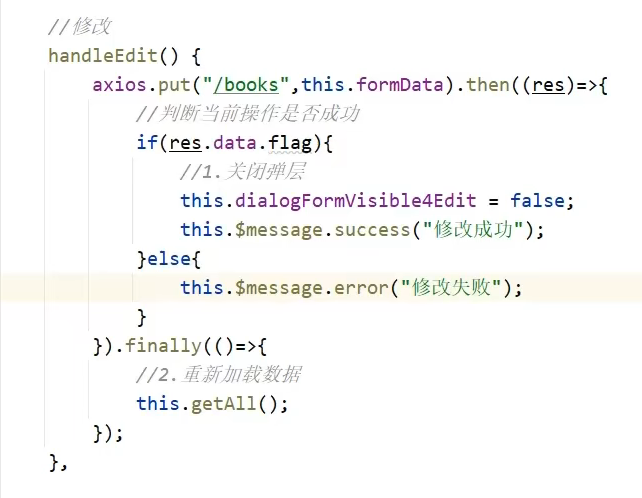 //修改
handleEdit() {
    axios.put("/books",this.formData).then((res)=>{
        //判断当前操作是否成功
        if(res.data.flag){
            //1.关闭弹层
            this.dialogFormVisible4Edit = false;
            this.$message.success("修改成功");
        }else{
            this.$message.error("修改失败");
        }
    }).finally(()=>{
        //2.重新加载数据
        this.getAll();
    });
},